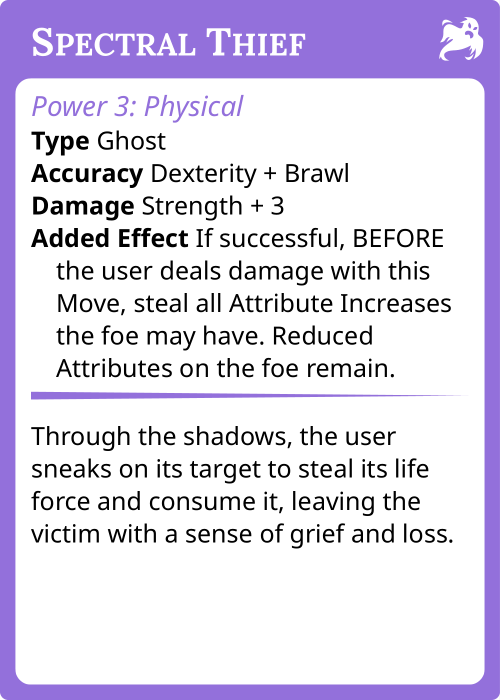 Spectral Thief
Power 3: Physical
Type Ghost
Accuracy Dexterity + Brawl
Damage Strength + 3
Added Effect If successful, BEFORE
the user deals damage with this
Move, steal all Attribute Increases
the foe may have. Reduced
Attributes on the foe remain.
Through the shadows, the user
sneaks on its target to steal its life
force and consume it, leaving the
victim with a sense of grief and loss.